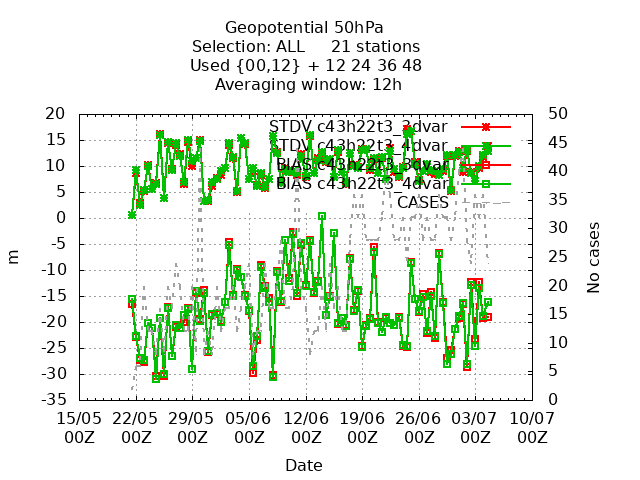 Geopotential 50hPa
Selection: ALL 21 stations
Used {00,12} + 12 24 36 48
Averaging window: 12h
STDV c43h22t3_3dvar
STDV c43h22t3_4dvar
BIAS c43h22t3_3dvar
BIAS c43h22t3_4dvar
CASES
20
15
10
5
0
-5
-10
-15
-20
-25
-30
-35
m
50
45
40
35
30
25
20
15
10
5
0
No cases
15/05 22/05 29/05 05/06 12/06 19/06 26/06 03/07 10/07
00Z 00Z 00Z 00Z 00Z 00Z 00Z 00Z 00Z
Date